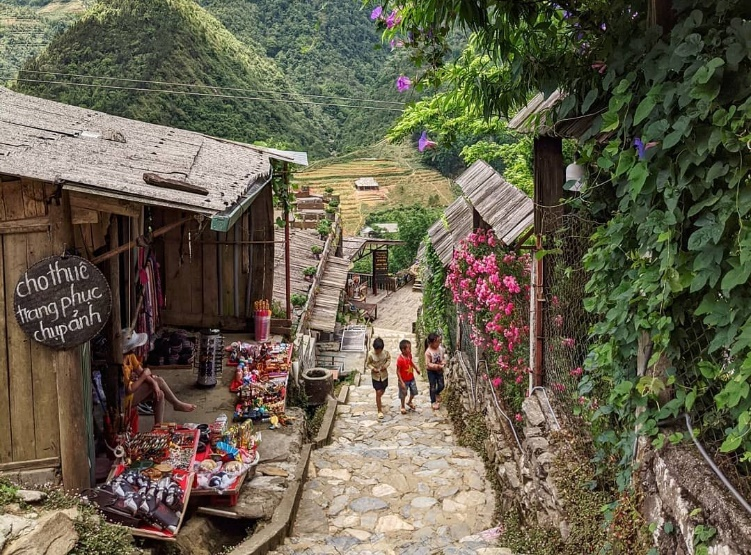 cho thuê
trang phục
chụp ảnh